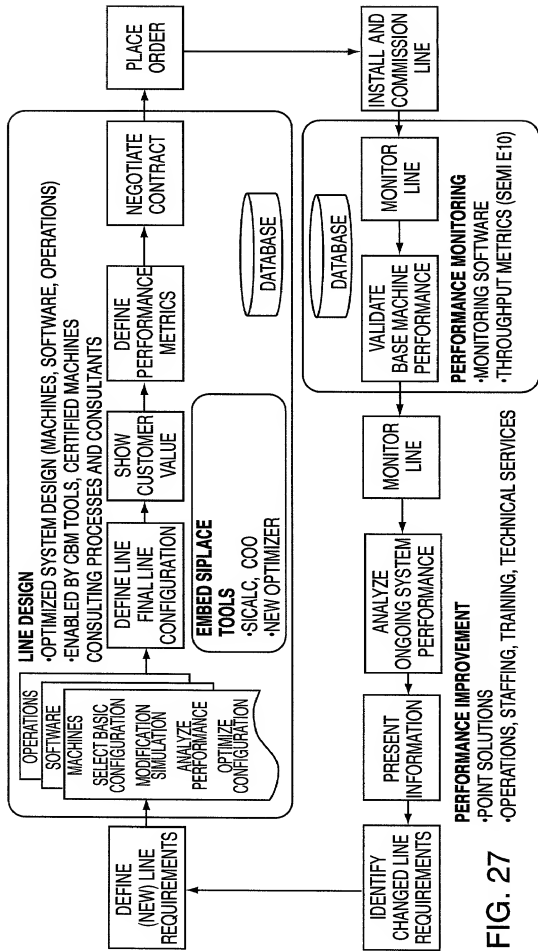 DEFINE
(NEW) LINE
REQUIREMENTS
LINE DESIGN
•OPTIMIZED SYSTEM DESIGN (MACHINES, SOFTWARE, OPERATIONS)
•ENABLED BY CBM TOOLS, CERTIFIED MACHINES
CONSULTING PROCESSES AND CONSULTANTS
OPERATIONS
SOFTWARE
MACHINES
SELECT BASIC
CONFIGURATION
MODIFICATION
SIMULATION
ANALYZE
PERFORMANCE
OPTIMIZE
CONFIGURATION
DEFINE LINE
FINAL LINE
CONFIGURATION
SHOW
CUSTOMER
VALUE
DEFINE
PERFORMANCE
METRICS
NEGOTIATE
CONTRACT
EMBED SIPLACE
TOOLS
•SICALC, COO
•NEW OPTIMIZER
DATABASE
PLACE
ORDER
INSTALL AND
COMMISSION
LINE
MONITOR
LINE
DATABASE
VALIDATE
BASE MACHINE
PERFORMANCE
PERFORMANCE MONITORING
•MONITORING SOFTWARE
•THROUGHPUT METRICS (SEMI E10)
MONITOR
LINE
ANALYZE
ONGOING SYSTEM
PERFORMANCE
PRESENT
INFORMATION
IDENTIFY
CHANGED LINE
REQUIREMENTS
PERFORMANCE IMPROVEMENT
•POINT SOLUTIONS
•OPERATIONS, STAFFING, TRAINING, TECHNICAL SERVICES
FIG. 27